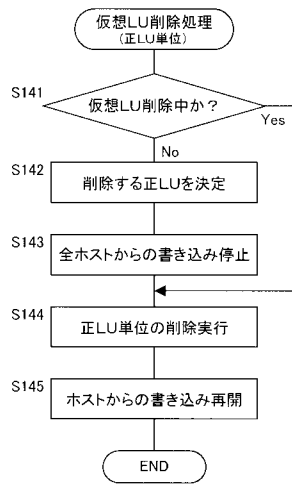 仮想LU削除処理
(正LU単位)
S141
仮想LU削除中か？
Yes
No
S142
削除する正LUを決定
S143
全ホストからの書き込み停止
S144
正LU単位の削除実行
S145
ホストからの書き込み再開
END